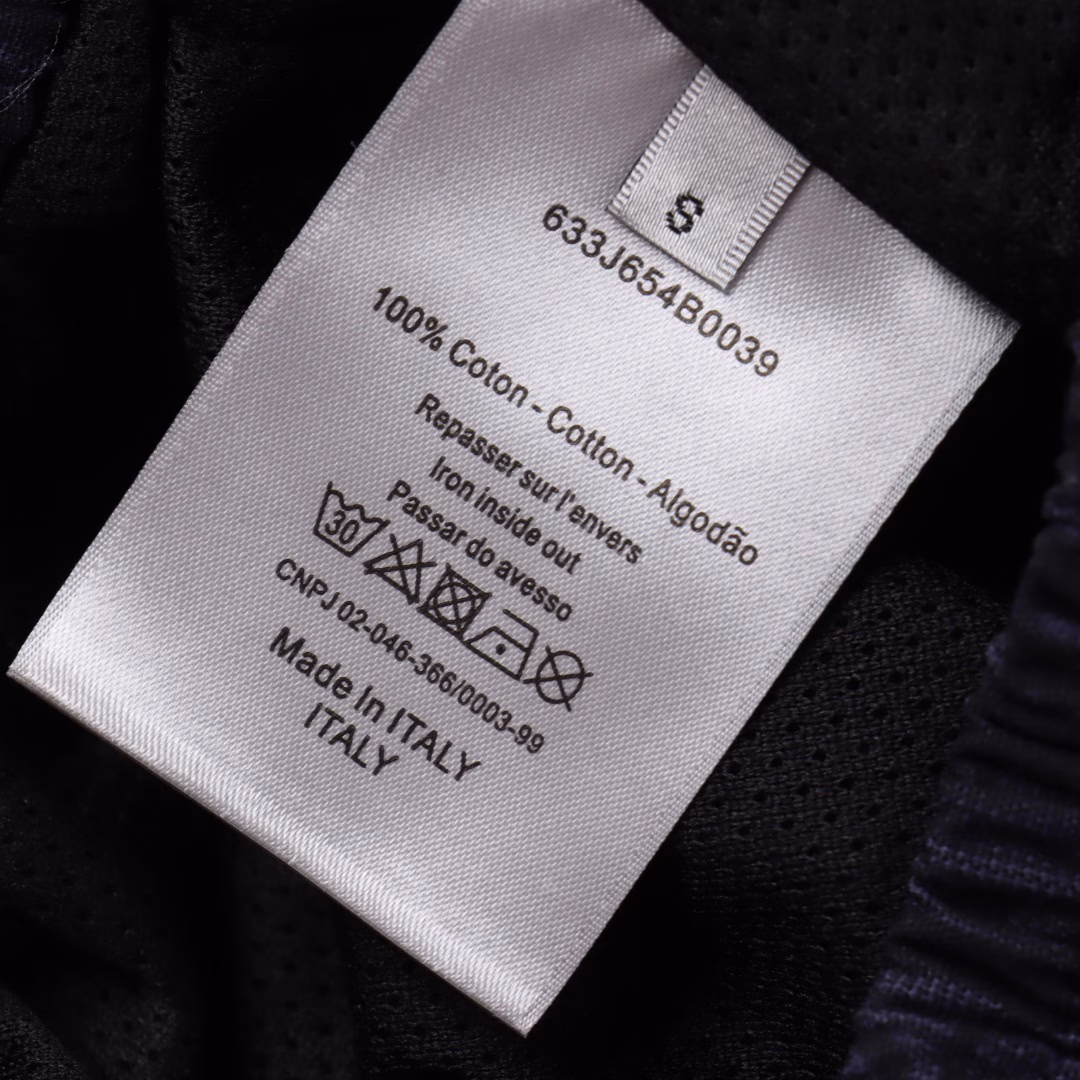 S
633J654B0039
100% Coton - Cotton - Algodão
Repasser sur l'envers
Iron inside out
Passar do avesso
30
CNPJ 02-046-366/0003-99
Made In ITALY
ITALY